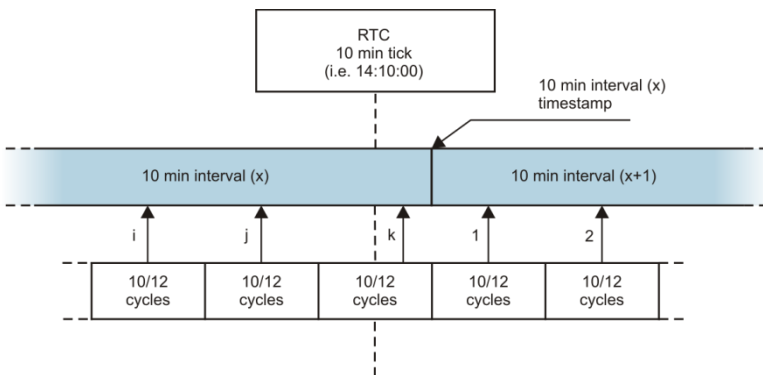 RTC
10 min tick
(i.e. 14:10:00)
10 min interval (x)
timestamp
10 min interval (x)
10 min interval (x+1)
i
j
k
1
2
10/12
cycles
10/12
cycles
10/12
cycles
10/12
cycles
10/12
cycles